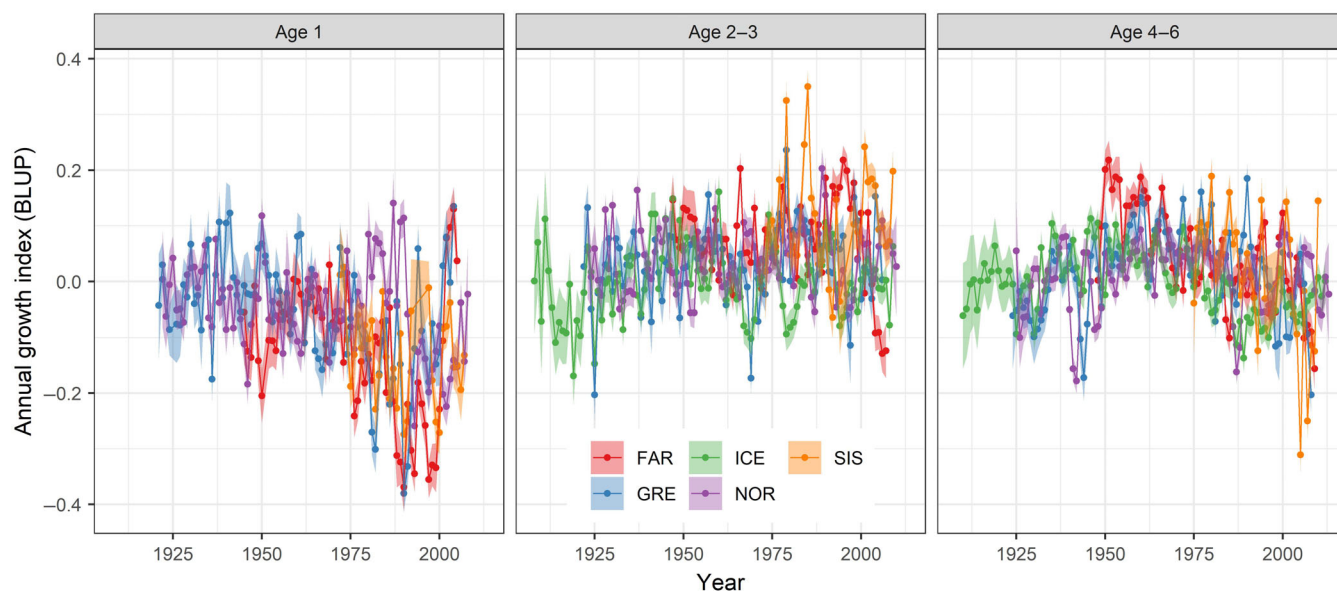 Age 1
Age 2–3
Age 4–6
Annual growth index (BLUP)
0.4
0.2
0.0
−0.2
−0.4
FAR
ICE
SIS
GRE
NOR
1925 1950 1975 2000
1925 1950 1975 2000
1925 1950 1975 2000
Year